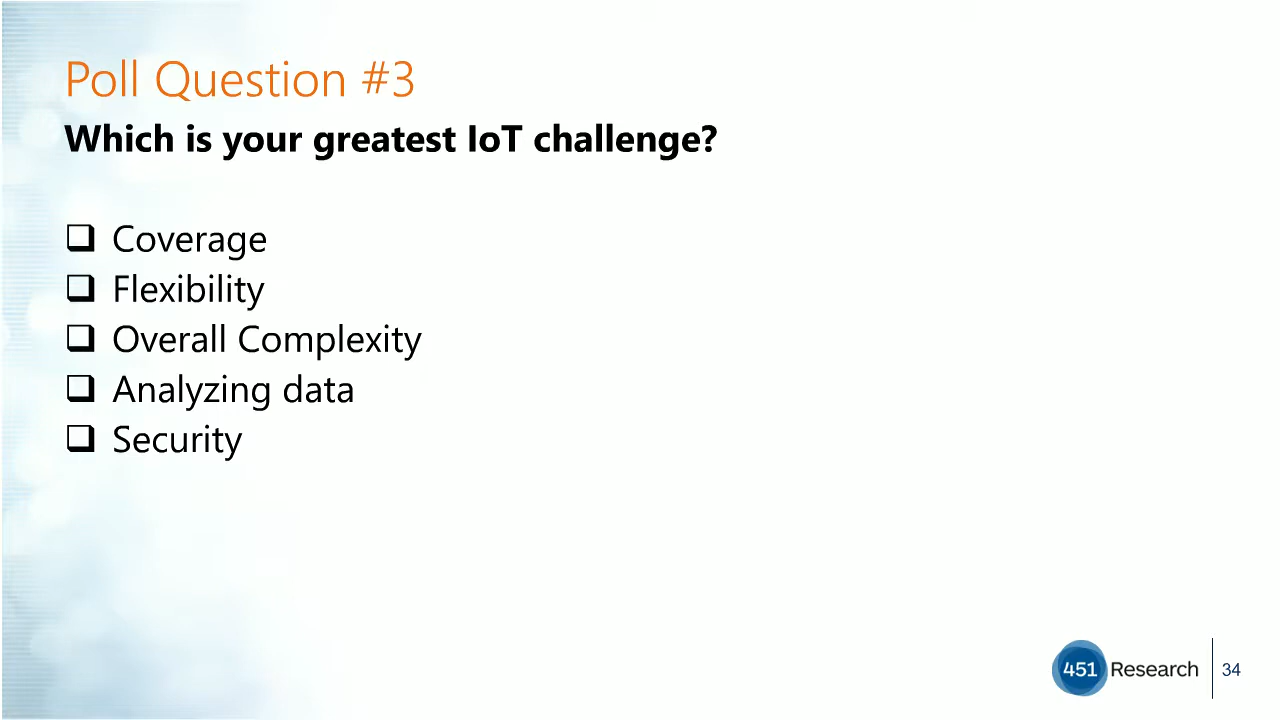 Poll Question #3
Which is your greatest IoT challenge?
❑ Coverage
❑ Flexibility
❑ Overall Complexity
❑ Analyzing data
❑ Security
451 Research
34